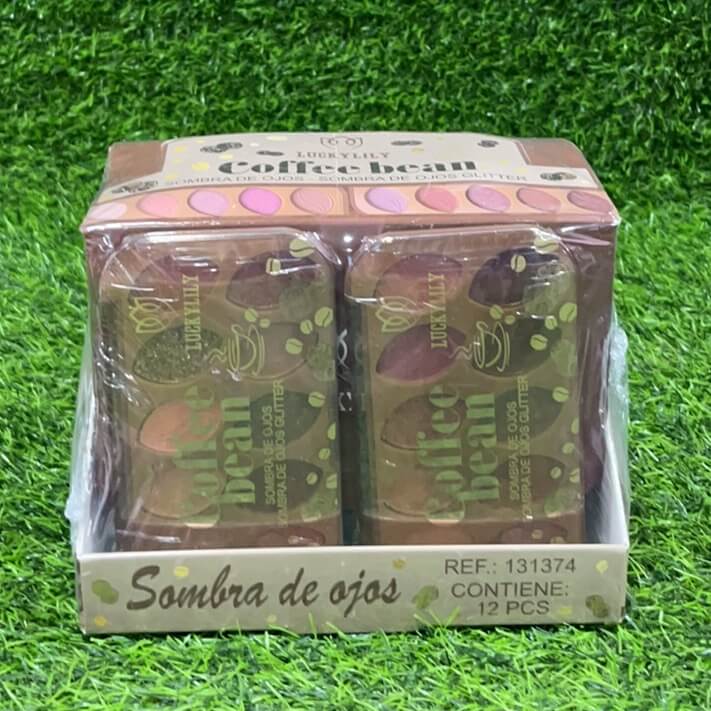 LUCKYLILY
Coffee bean
SOMBRA DE OJOS - SOMBRA DE OJOS GLITTER
LUCKYLILY
Coffee
bean
SOMBRA DE OJOS
SOMBRA DE OJOS GLITTER
LUCKYLILY
Coffee
bean
SOMBRA DE OJOS
SOMBRA DE OJOS GLITTER
Sombra de ojos
REF.: 131374
CONTIENE:
12 PCS